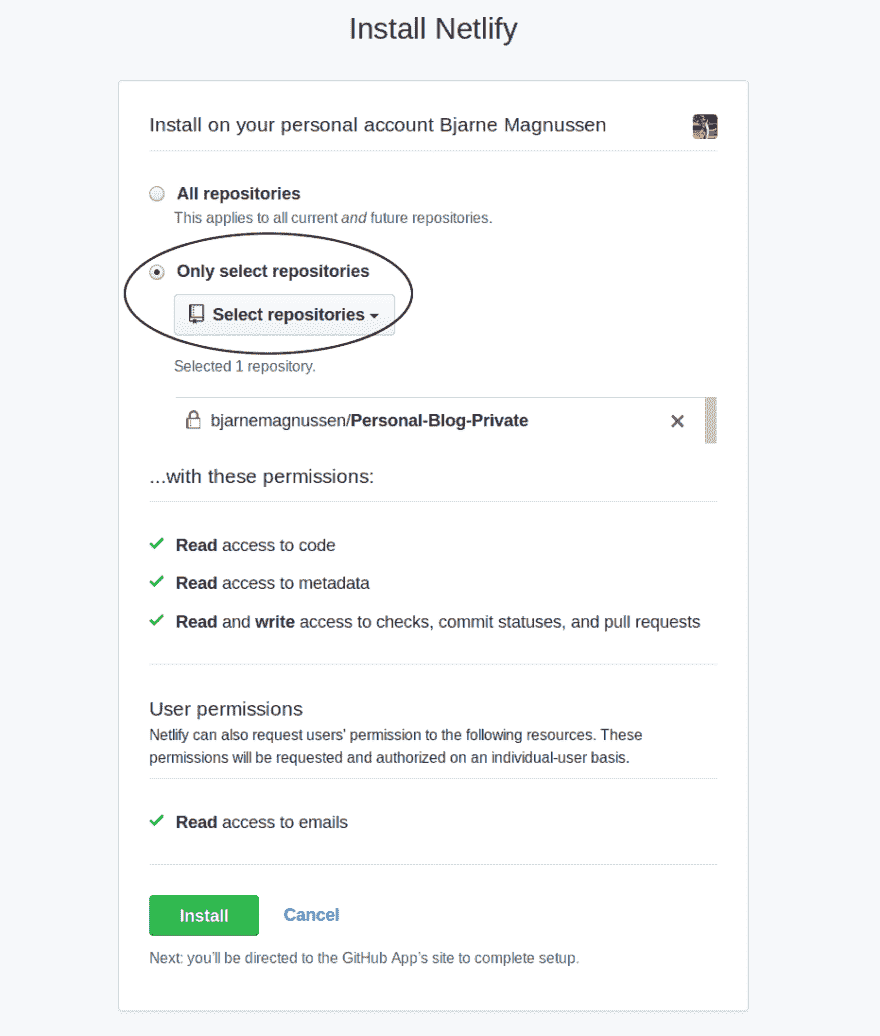 Install Netlify
Install on your personal account Bjarne Magnussen
All repositories
This applies to all current and future repositories.
Only select repositories
Select repositories
Selected 1 repository.
bjarnemagnussen/Personal-Blog-Private
...with these permissions:
Read access to code
Read access to metadata
Read and write access to checks, commit statuses, and pull requests
User permissions
Netlify can also request users' permission to the following resources. These
permissions will be requested and authorized on an individual-user basis.
Read access to emails
Install Cancel
Next: you'll be directed to the GitHub App's site to complete setup.